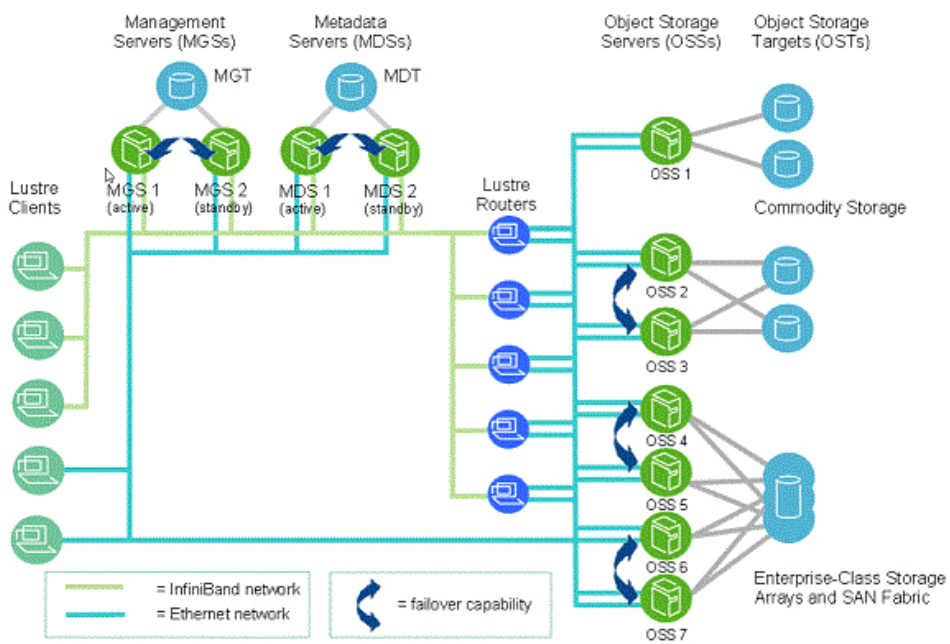 Management
Servers (MGSs)
Metadata
Servers (MDSs)
Object Storage
Servers (OSSs)
Object Storage
Targets (OSTs)
MGT
MDT
MGS 1
(active)
MGS 2
(standby)
MDS 1
(active)
MDS 2
(standby)
Lustre
Clients
Lustre
Routers
OSS 1
Commodity Storage
OSS 2
OSS 3
OSS 4
OSS 5
OSS 6
OSS 7
Enterprise-Class Storage
Arrays and SAN Fabric
= InfiniBand network
= Ethernet network
= failover capability